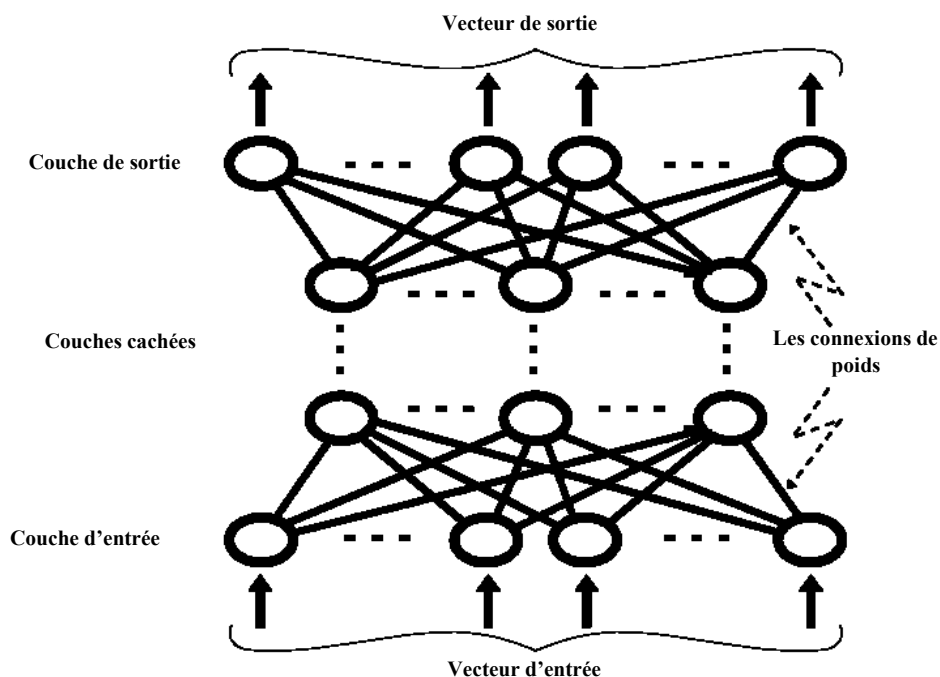 Vecteur de sortie
Couche de sortie
Couches cachées
Les connexions de
poids
Couche d'entrée
Vecteur d'entrée